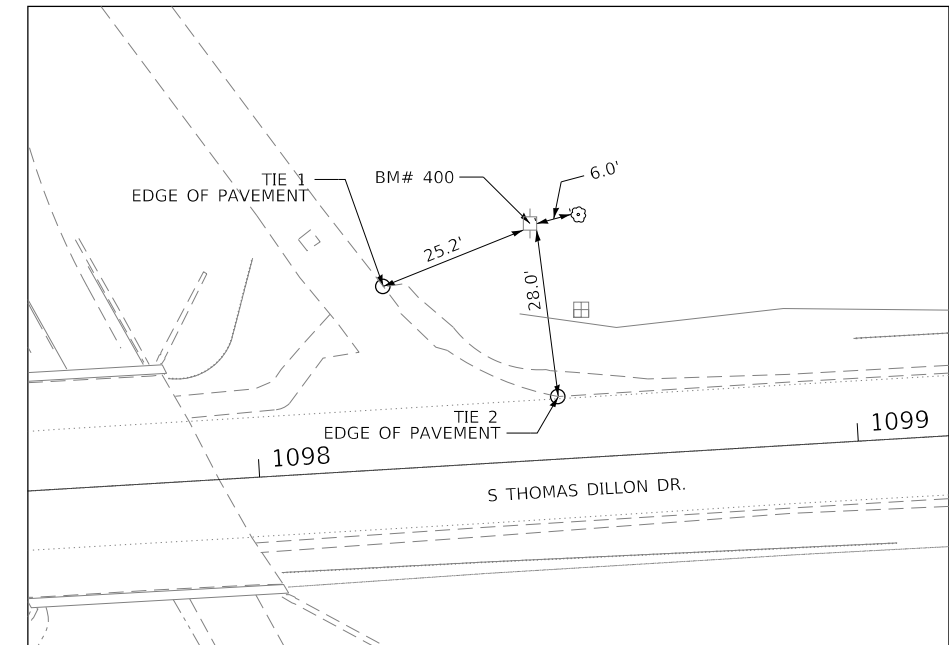 TIE 1
EDGE OF PAVEMENT
BM# 400
6.0'
25.2'
28.0'
TIE 2
EDGE OF PAVEMENT
1098
1099
S THOMAS DILLON DR.